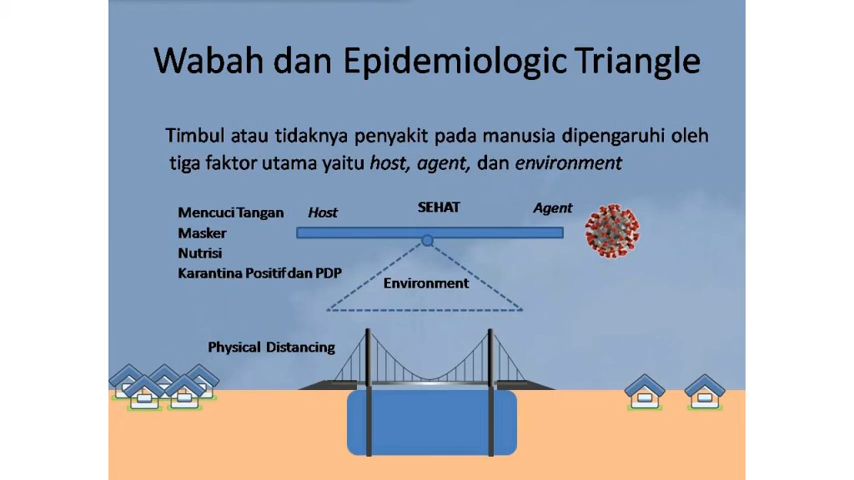 Wabah dan Epidemiologic Triangle
Timbul atau tidaknya penyakit pada manusia dipengaruhi oleh
tiga faktor utama yaitu host, agent, dan environment
Mencuci Tangan
Masker
Nutrisi
Karantina Positif dan PDP
Host
SEHAT
Agent
Environment
Physical Distancing